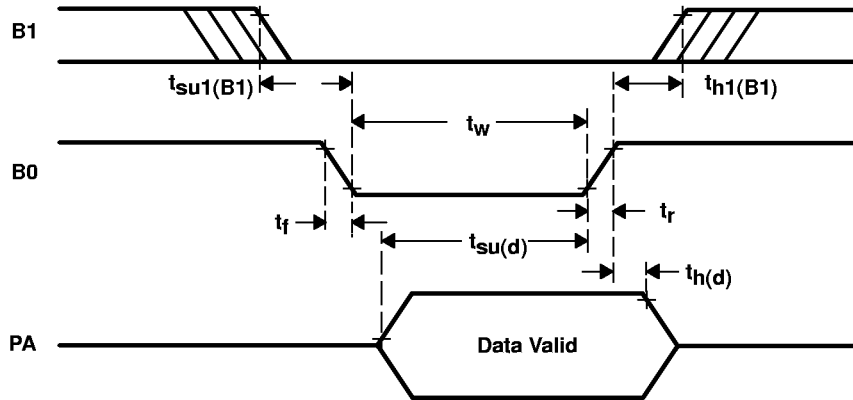 B1
tsu1(B1)
th1(B1)
tw
B0
tf
tr
tsu(d)
th(d)
PA
Data Valid